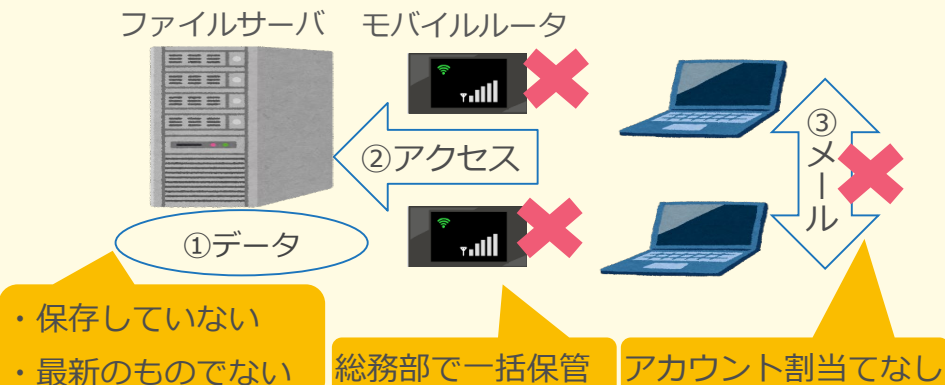 ファイルサーバ
モバイルルータ
②アクセス
③メール
①データ
・保存していない
・最新のものでない
総務部で一括保管
アカウント割当てなし